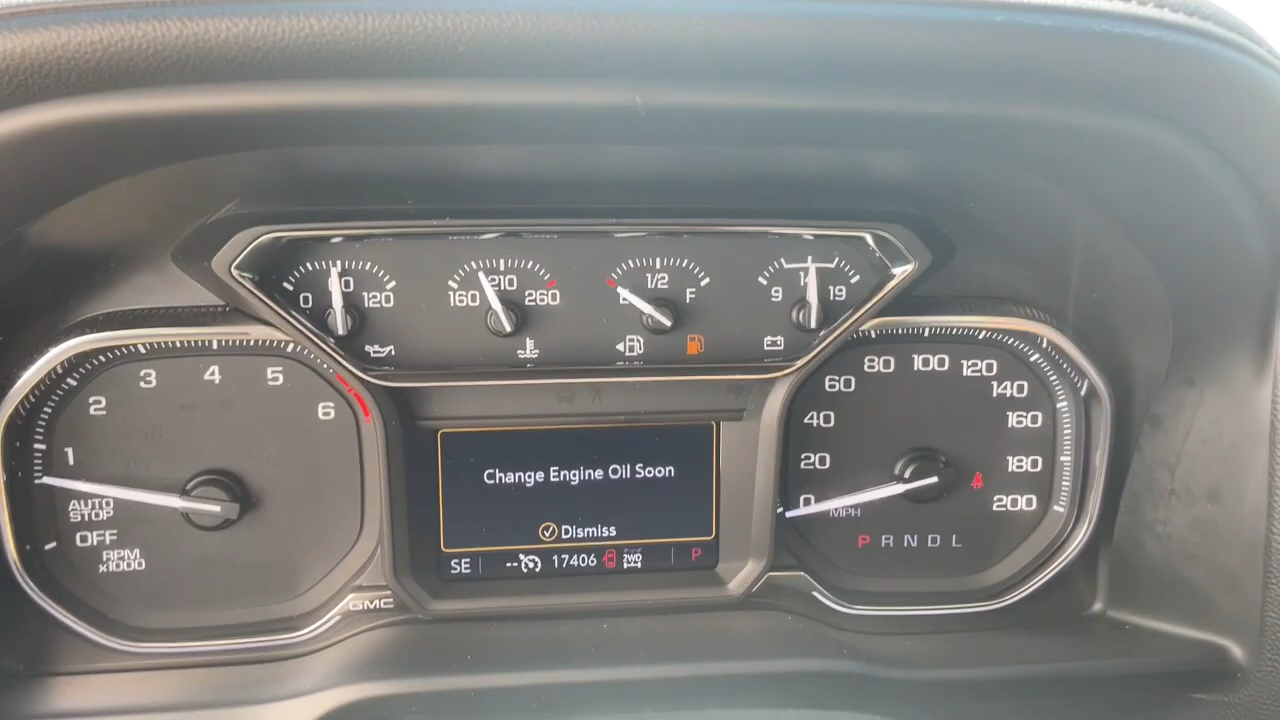 0 120
160 210 260
1/2 F
9 19
1
2
3
4
5
6
AUTO
STOP
OFF
RPM
x1000
GMC
Change Engine Oil Soon
Dismiss
SE -- 17406 2WD P
0
20
40
60
80
100
120
140
160
180
200
MPH
P R N D L